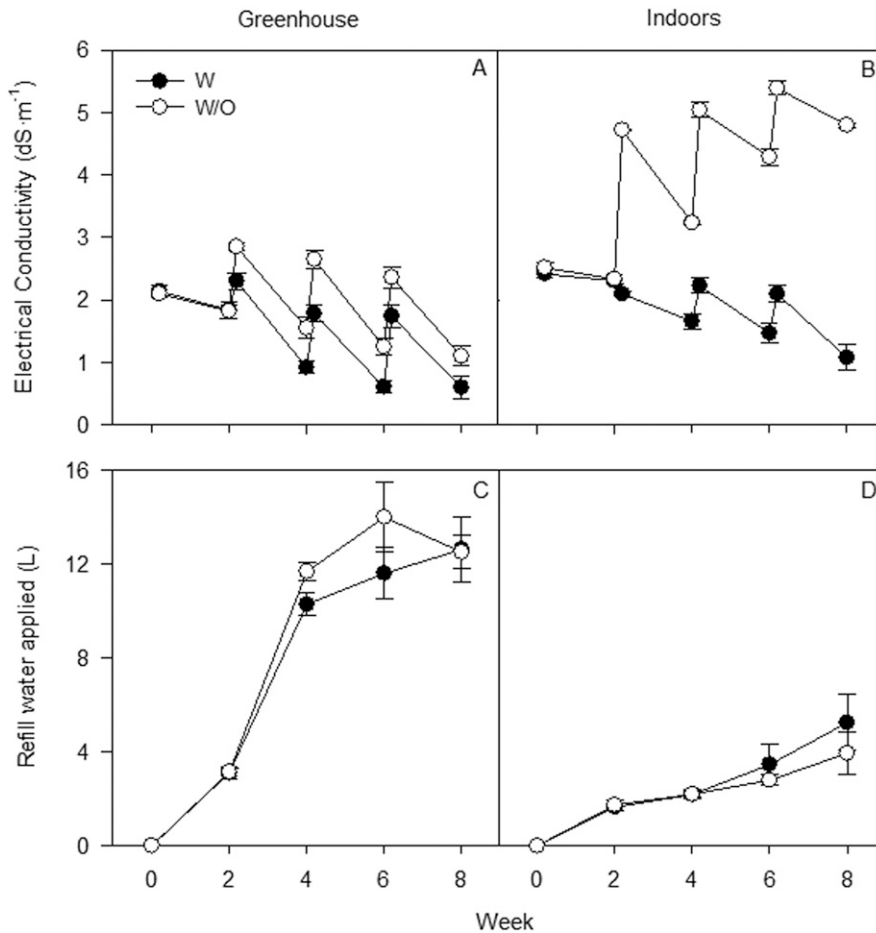 Greenhouse Indoors
6 A B
W
W/O
5
4
3
2
1
0
Electrical Conductivity (dS·m⁻¹)
16 C D
12
8
4
0
Refill water applied (L)
0 2 4 6 8 0 2 4 6 8
Week